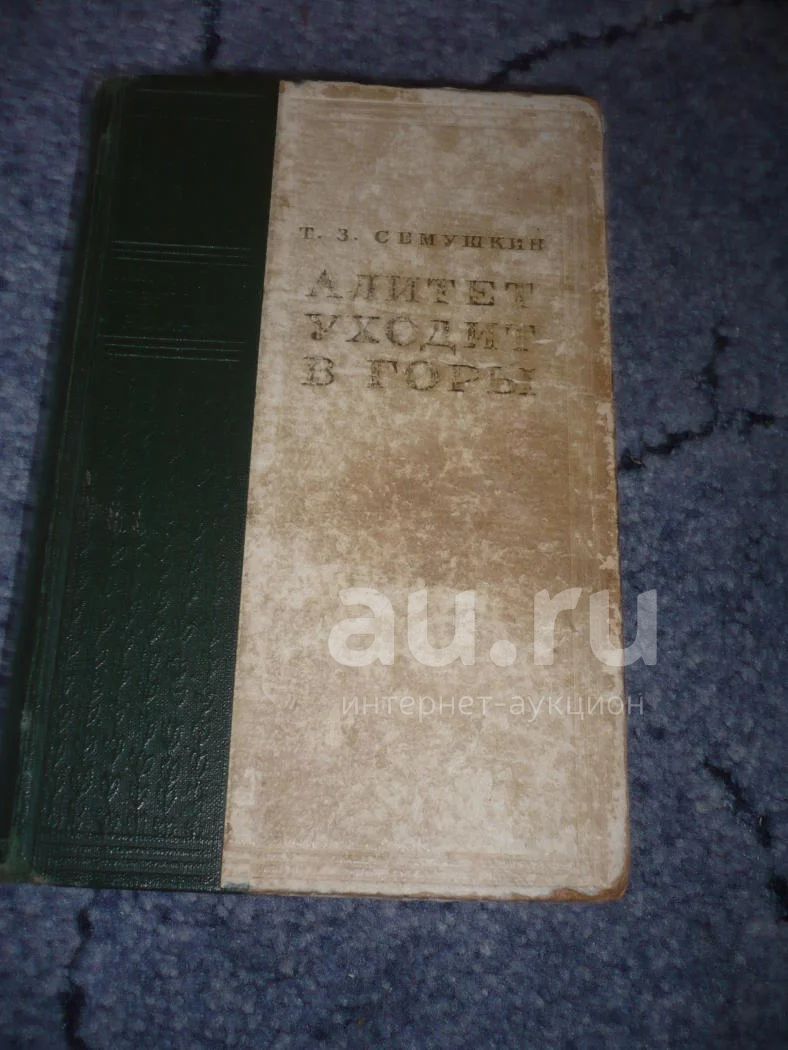 Т. З. СЕМУШКИН
АЛИТЕТ
УХОДИТ
В ГОРЫ
au.ru
интернет-аукцион